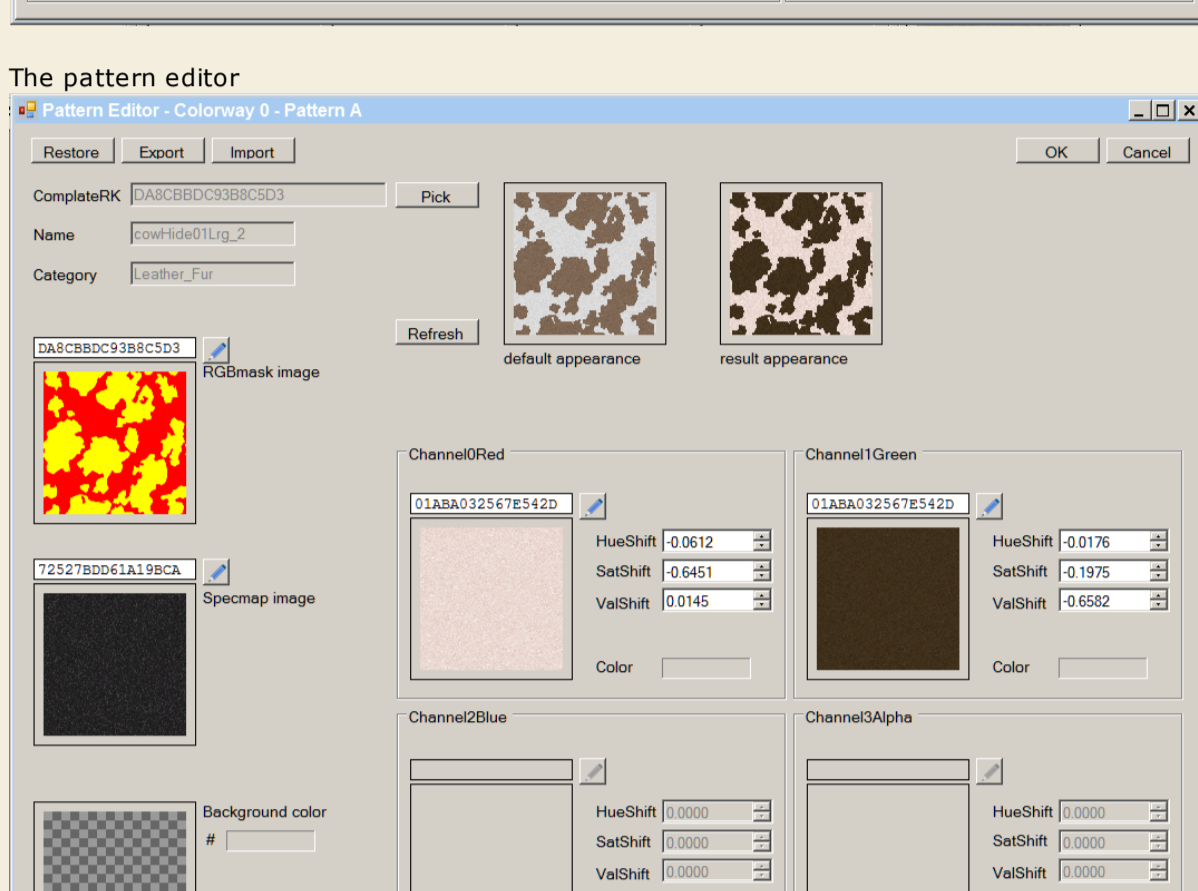 The pattern editor
Pattern Editor - Colorway 0 - Pattern A
Restore Export Import OK Cancel
ComplateRK DA8CBBDC93B8C5D3 Pick
Name cowHide01Lrg_2
Category Leather_Fur
Refresh
default appearance result appearance
DA8CBBDC93B8C5D3
RGBmask image
Channel0Red Channel1Green
01ABA032567E542D 01ABA032567E542D
HueShift -0.0612 HueShift -0.0176
SatShift -0.6451 SatShift -0.1975
ValShift 0.0145 ValShift -0.6582
72527BDD61A19BCA
Specmap image
Color Color
Channel2Blue Channel3Alpha
Background color
#
HueShift 0.0000 HueShift 0.0000
SatShift 0.0000 SatShift 0.0000
ValShift 0.0000 ValShift 0.0000